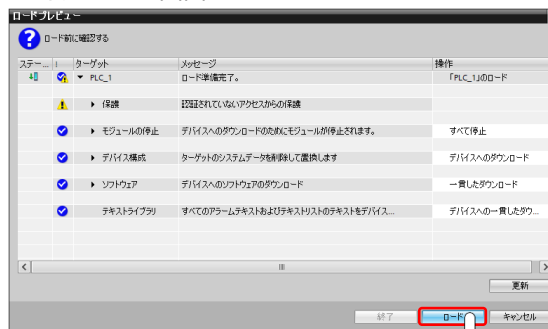 ロードプレビュー
ロード前に確認する
ステー... ! ターゲット メッセージ 操作
PLC_1 ロード準備完了。 「PLC_1」のロード
保護 認証されていないアクセスからの保護
モジュールの停止 デバイスへのダウンロードのためにモジュールが停止されます。 すべて停止
デバイス構成 ターゲットのシステムデータを削除して置換します デバイスへのダウンロード
ソフトウェア デバイスへのソフトウェアのダウンロード 一貫したダウンロード
テキストライブラリ すべてのアラームテキストおよびテキストリストのテキストをデバイス... デバイスへの一貫したダウ...
更新
終了 ロード キャンセル